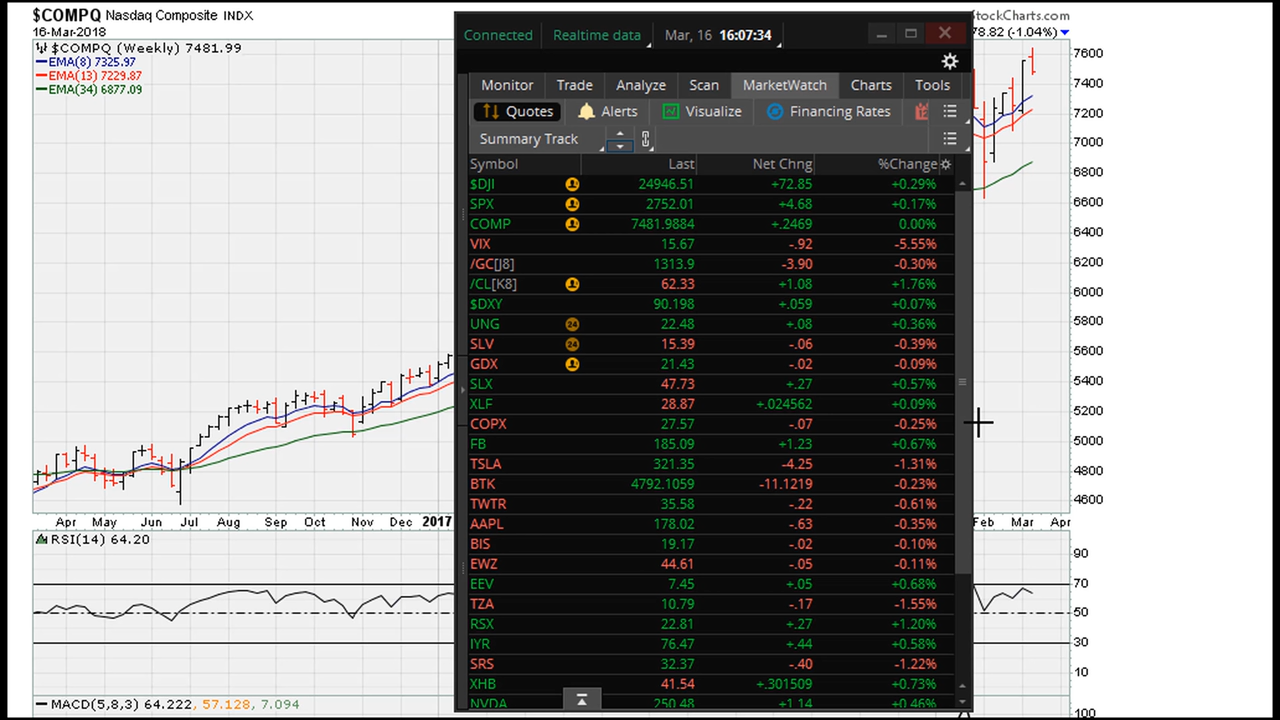 $COMPQ Nasdaq Composite INDX
16-Mar-2018
StockCharts.com
78.82 (-1.04%)
$COMPQ (Weekly) 7481.99
EMA(8) 7325.97
EMA(13) 7229.87
EMA(34) 6877.09
Connected Realtime data Mar, 16 16:07:34
Monitor Trade Analyze Scan MarketWatch Charts Tools
Quotes Alerts Visualize Financing Rates
Summary Track
Symbol Last Net Chng %Change
$DJI 24946.51 +72.85 +0.29%
SPX 2752.01 +4.68 +0.17%
COMP 7481.9884 +.2469 0.00%
VIX 15.67 -.92 -5.55%
/GC[J8] 1313.9 -3.90 -0.30%
/CL[K8] 62.33 +1.08 +1.76%
$DXY 90.198 +.059 +0.07%
UNG 24 22.48 +.08 +0.36%
SLV 24 15.39 -.06 -0.39%
GDX 21.43 -.02 -0.09%
SLX 47.73 +.27 +0.57%
XLF 28.87 +.024562 +0.09%
COPX 27.57 -.07 -0.25%
FB 185.09 +1.23 +0.67%
TSLA 321.35 -4.25 -1.31%
BTK 4792.1059 -11.1219 -0.23%
TWTR 35.58 -.22 -0.61%
AAPL 178.02 -.63 -0.35%
BIS 19.17 -.02 -0.10%
EWZ 44.61 -.05 -0.11%
EEV 7.45 +.05 +0.68%
TZA 10.79 -.17 -1.55%
RSX 22.81 +.27 +1.20%
IYR 76.47 +.44 +0.58%
SRS 32.37 -.40 -1.22%
XHB 41.54 +.301509 +0.73%
NVDA 250.48 +1.14 +0.46%
7600
7400
7200
7000
6800
6600
6400
6200
6000
5800
5600
5400
5200
5000
4800
4600
Apr May Jun Jul Aug Sep Oct Nov Dec 2017 Feb Mar Apr
RSI(14) 64.20
90
70
50
30
10
MACD(5,8,3) 64.222, 57.128, 7.094
100